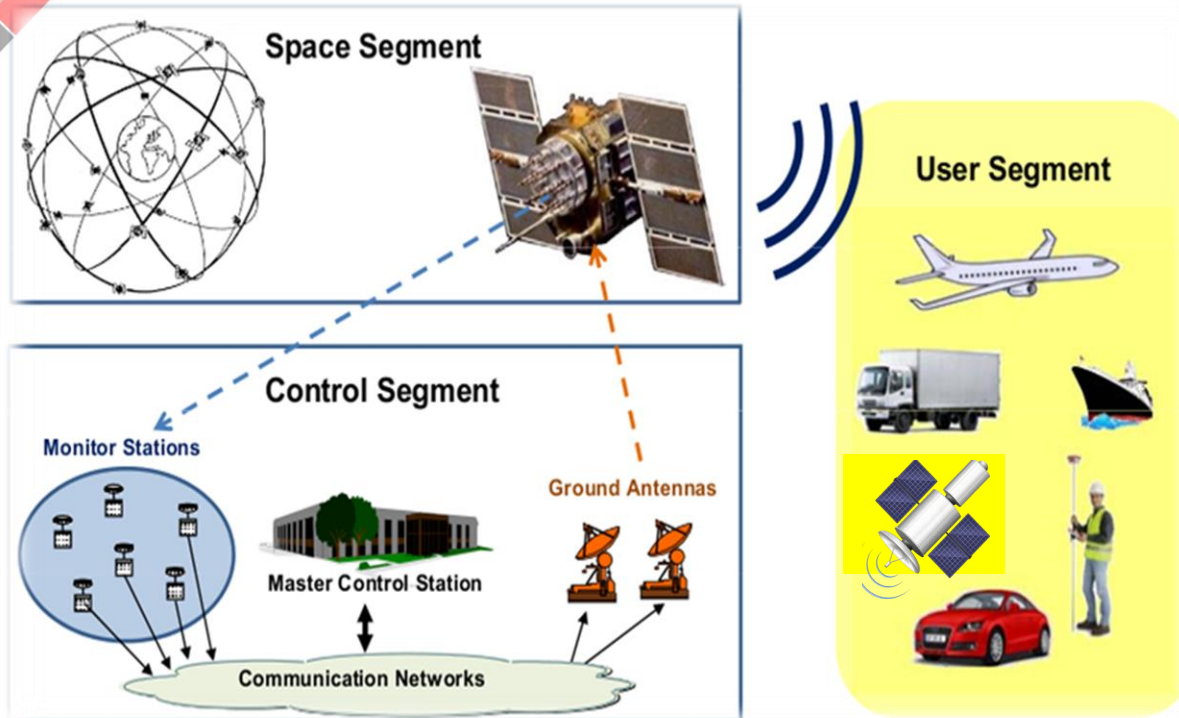 Space Segment
User Segment
Control Segment
Monitor Stations
Ground Antennas
Master Control Station
Communication Networks